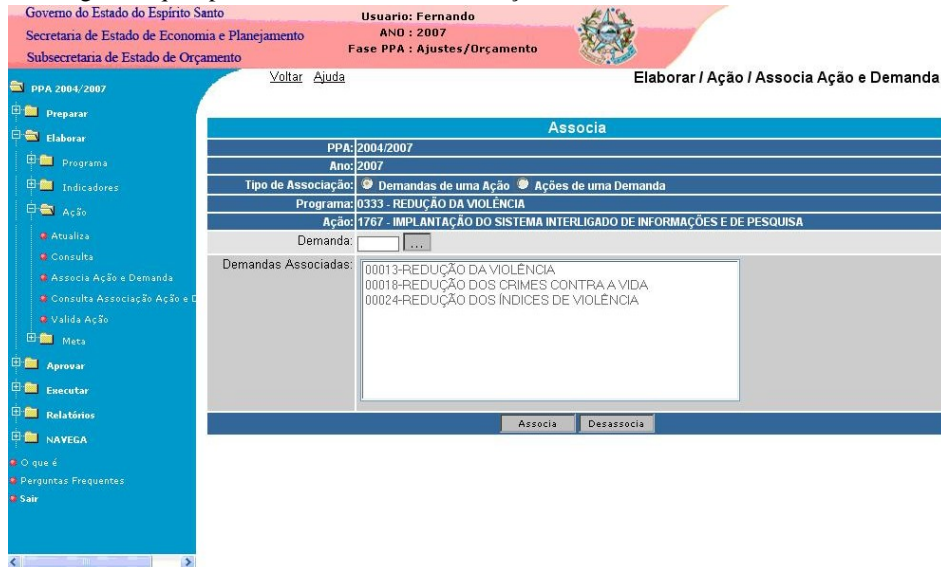 Governo do Estado do Espírito Santo
Secretaria de Estado de Economia e Planejamento
Subsecretaria de Estado de Orçamento
Usuario: Fernando
ANO : 2007
Fase PPA : Ajustes/Orçamento
Voltar Ajuda
Elaborar / Ação / Associa Ação e Demanda
PPA 2004/2007
Preparar
Elaborar
Programa
Indicadores
Ação
Atualiza
Consulta
Associa Ação e Demanda
Consulta Associação Ação e D
Valida Ação
Meta
Aprovar
Executar
Relatórios
NAVEGA
O que é
Perguntas Frequentes
Sair
Associa
PPA: 2004/2007
Ano: 2007
Tipo de Associação: Demandas de uma Ação Ações de uma Demanda
Programa: 0333 - REDUÇÃO DA VIOLÊNCIA
Ação: 1767 - IMPLANTAÇÃO DO SISTEMA INTERLIGADO DE INFORMAÇÕES E DE PESQUISA
Demanda: ...
Demandas Associadas: 00013-REDUÇÃO DA VIOLÊNCIA
00018-REDUÇÃO DOS CRIMES CONTRA A VIDA
00024-REDUÇÃO DOS ÍNDICES DE VIOLÊNCIA
Associa Desassocia